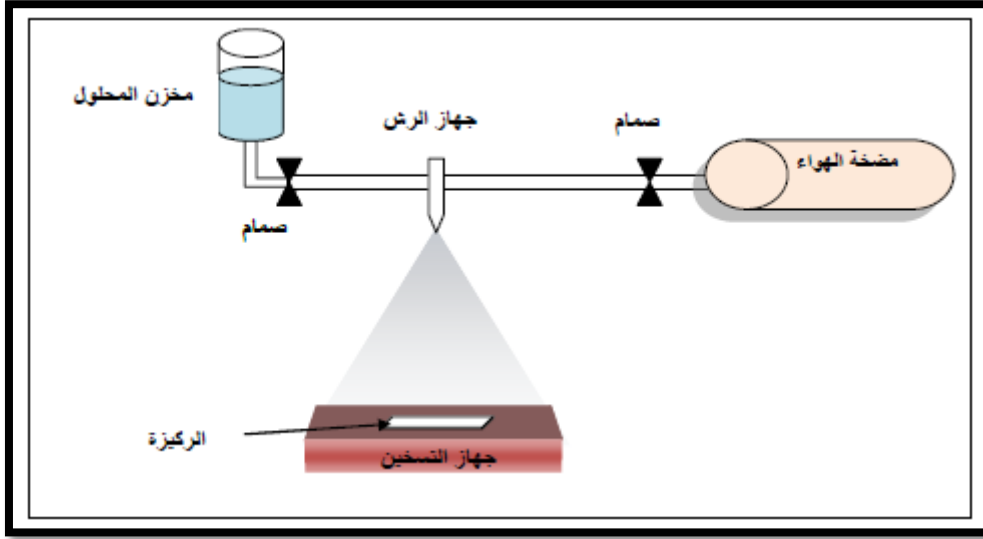 مخزن المحلول
جهاز الرش
صمام
مضخة الهواء
صمام
الركيزة
جهاز التسخين